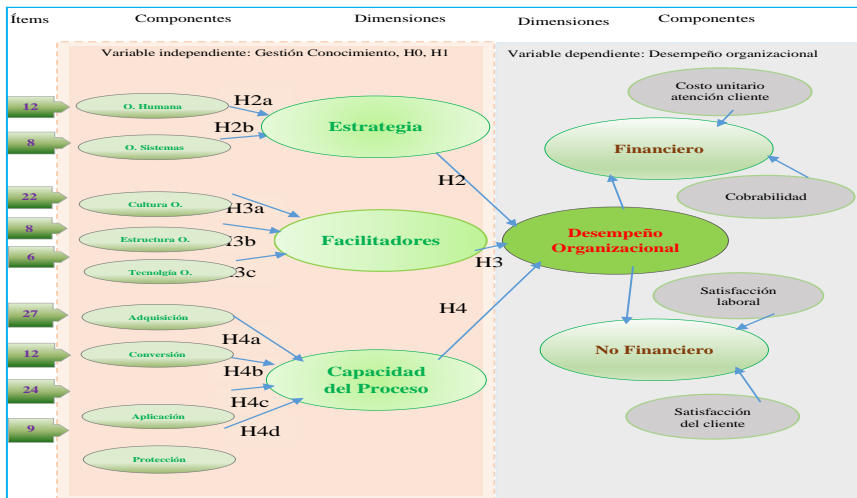 Ítems Componentes Dimensiones Dimensiones Componentes
Variable independiente: Gestión Conocimiento, H0, H1
Variable dependiente: Desempeño organizacional
12
8
22
8
6
27
12
24
9
O. Humana
O. Sistemas
Cultura O.
Estructura O.
Tecnolgía O.
Adquisición
Conversión
Aplicación
Protección
H2a
H2b
H3a
3b
3c
H4a
H4b
H4c
H4d
Estrategia
Facilitadores
Capacidad
del Proceso
H2
H3
H4
Desempeño
Organizacional
Financiero
No Financiero
Costo unitario
atención cliente
Cobrabilidad
Satisfacción
laboral
Satisfacción
del cliente